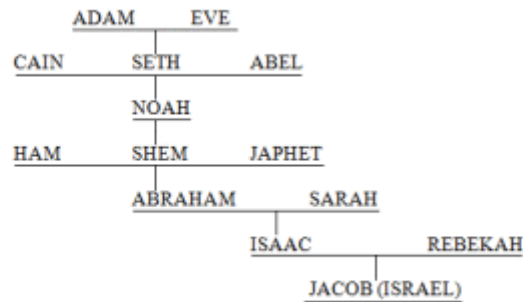 ADAM EVE
CAIN SETH ABEL
NOAH
HAM SHEM JAPHET
ABRAHAM SARAH
ISAAC REBEKAH
JACOB (ISRAEL)